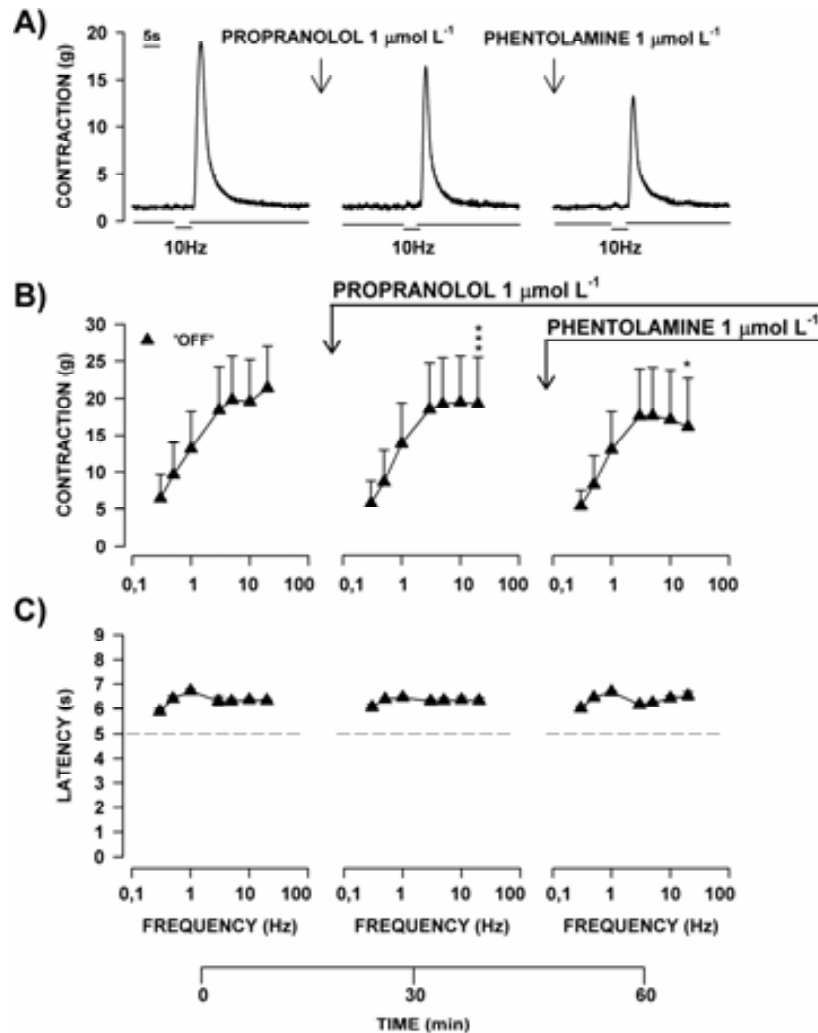 A)
5s
PROPRANOLOL 1 μmol L-1
PHENTOLAMINE 1 μmol L-1
CONTRACTION (g)
20
15
10
5
0
10Hz 10Hz 10Hz
B)
PROPRANOLOL 1 μmol L-1
PHENTOLAMINE 1 μmol L-1
▲ "OFF"
***
*
CONTRACTION (g)
30
25
20
15
10
5
0
0,1 1 10 100 0,1 1 10 100 0,1 1 10 100
C)
LATENCY (s)
9
8
7
6
5
4
3
2
1
0
0,1 1 10 100 0,1 1 10 100 0,1 1 10 100
FREQUENCY (Hz) FREQUENCY (Hz) FREQUENCY (Hz)
0 30 60
TIME (min)